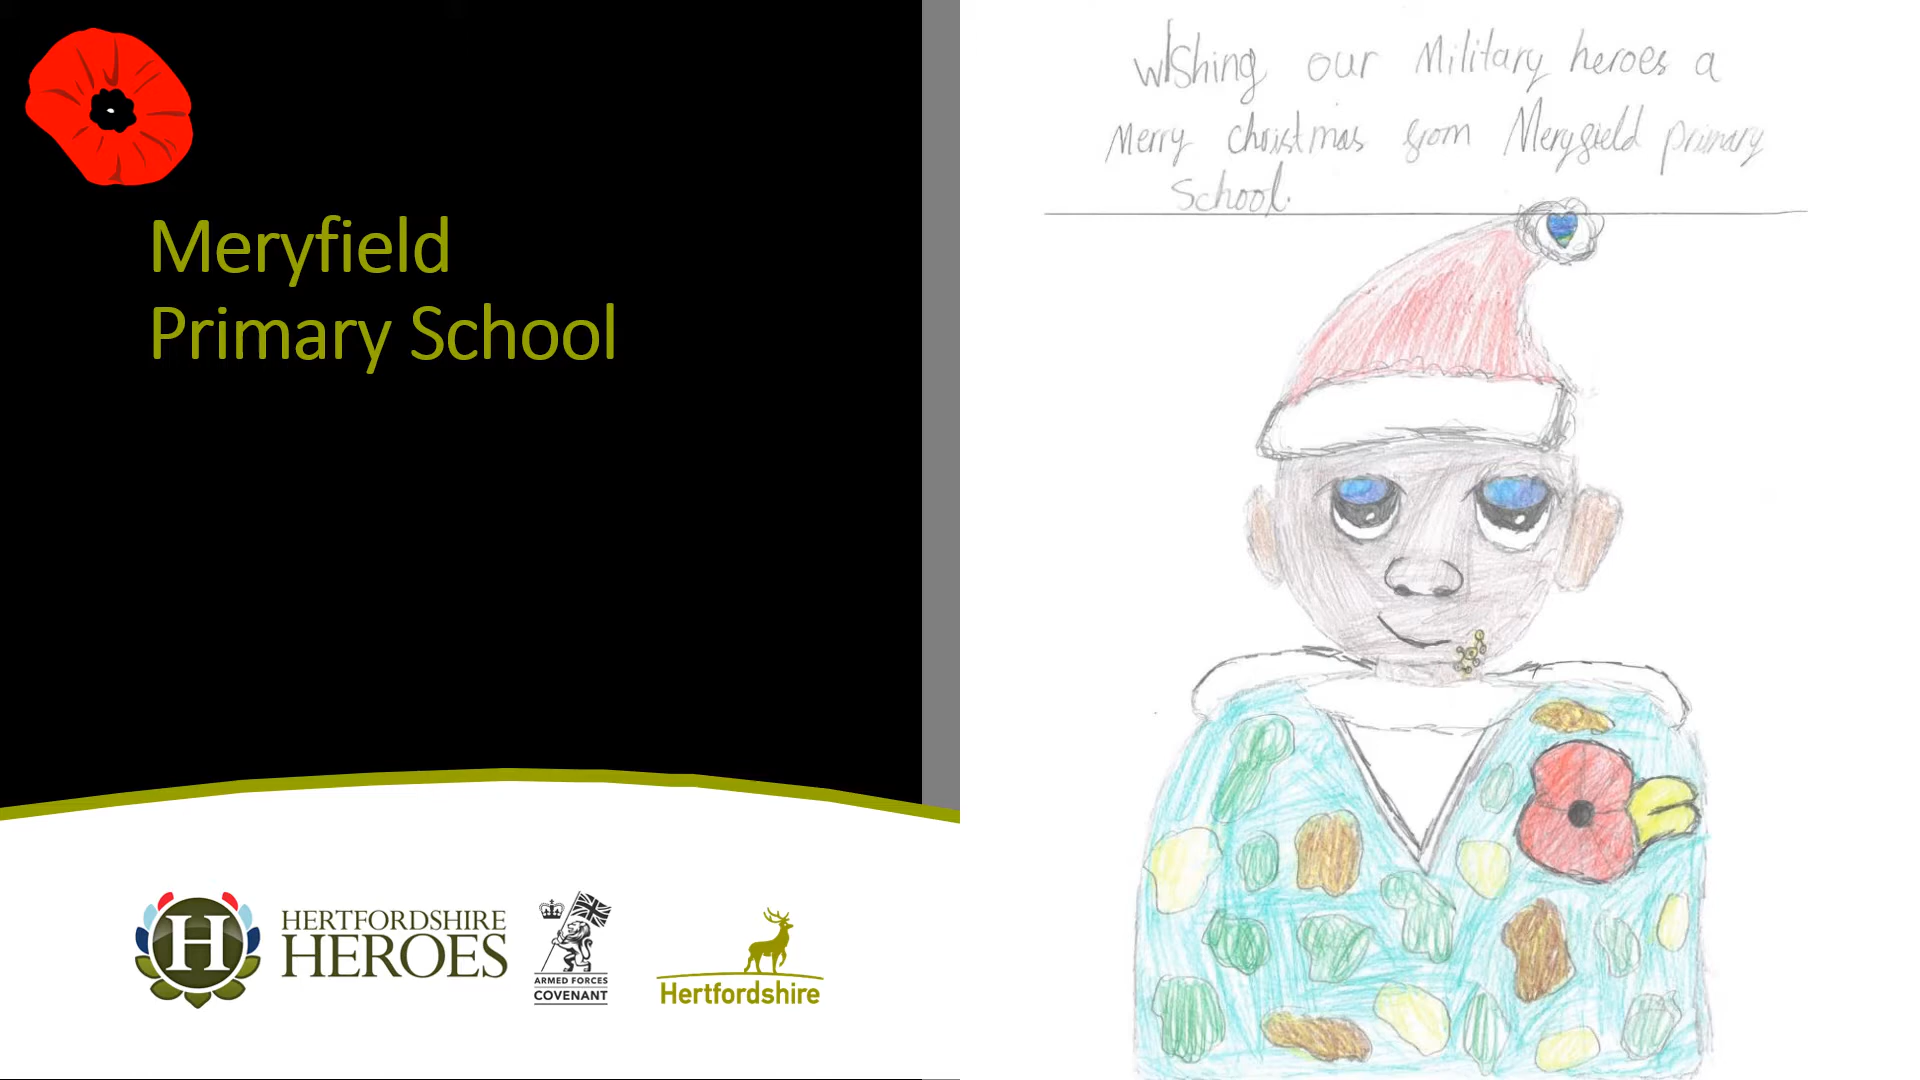 Meryfield
Primary School
H
HERTFORDSHIRE
HEROES
ARMED FORCES
COVENANT
Hertfordshire
wIShing our Military heroes a
Merry christmas from Meryfield primary
School.